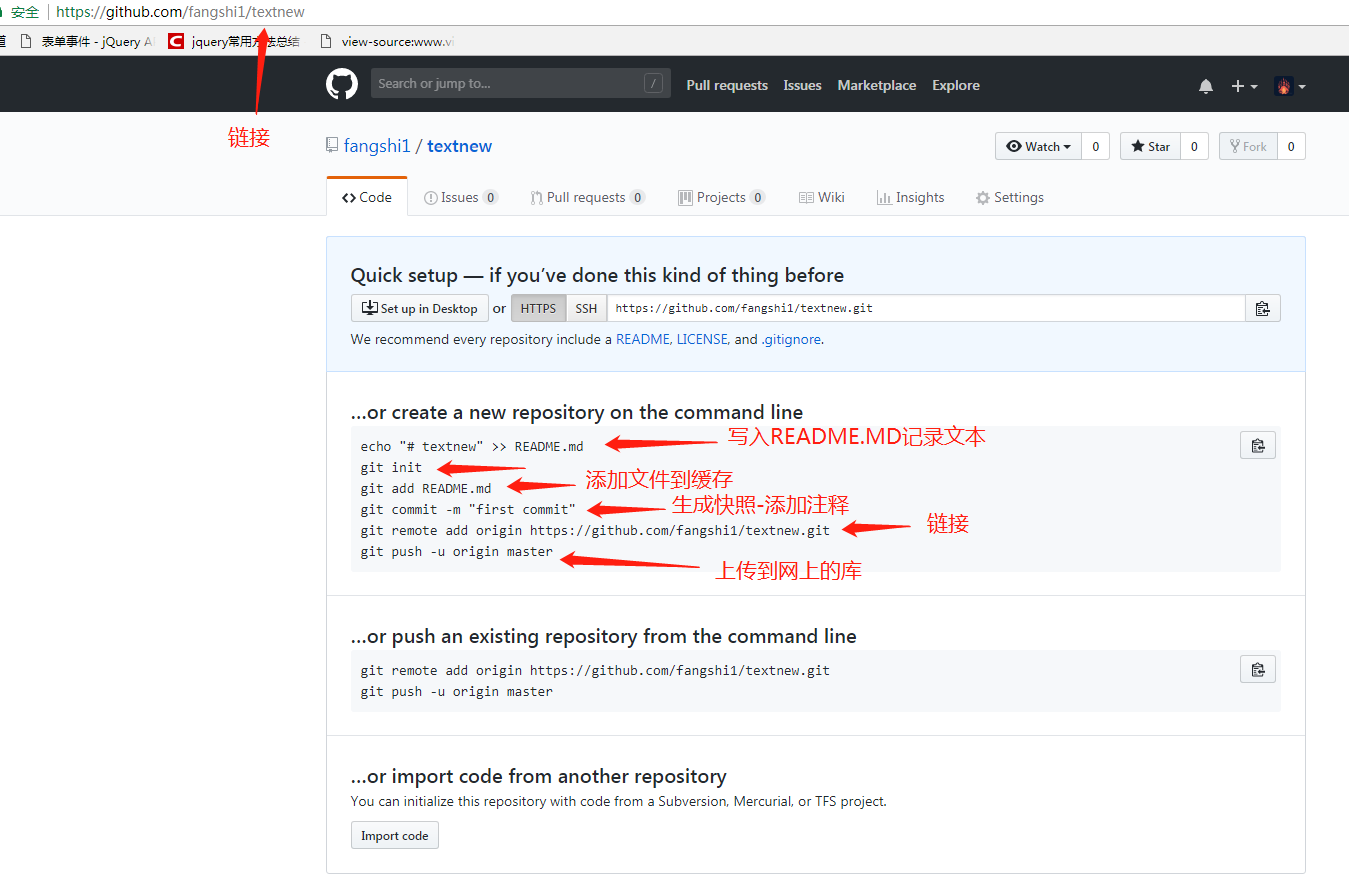 安全 | https://github.com/fangshi1/textnew
表单事件 - jQuery A jquery常用方法总结 view-source:www.vi
Search or jump to... / Pull requests Issues Marketplace Explore
链接
fangshi1 / textnew
Watch 0 Star 0 Fork 0
Code Issues 0 Pull requests 0 Projects 0 Wiki Insights Settings
Quick setup — if you’ve done this kind of thing before
Set up in Desktop or HTTPS SSH https://github.com/fangshi1/textnew.git
We recommend every repository include a README, LICENSE, and .gitignore.
…or create a new repository on the command line
echo "# textnew" >> README.md 写入README.MD记录文本
git init
git add README.md 添加文件到缓存
git commit -m "first commit" 生成快照-添加注释
git remote add origin https://github.com/fangshi1/textnew.git 链接
git push -u origin master 上传到网上的库
…or push an existing repository from the command line
git remote add origin https://github.com/fangshi1/textnew.git
git push -u origin master
…or import code from another repository
You can initialize this repository with code from a Subversion, Mercurial, or TFS project.
Import code